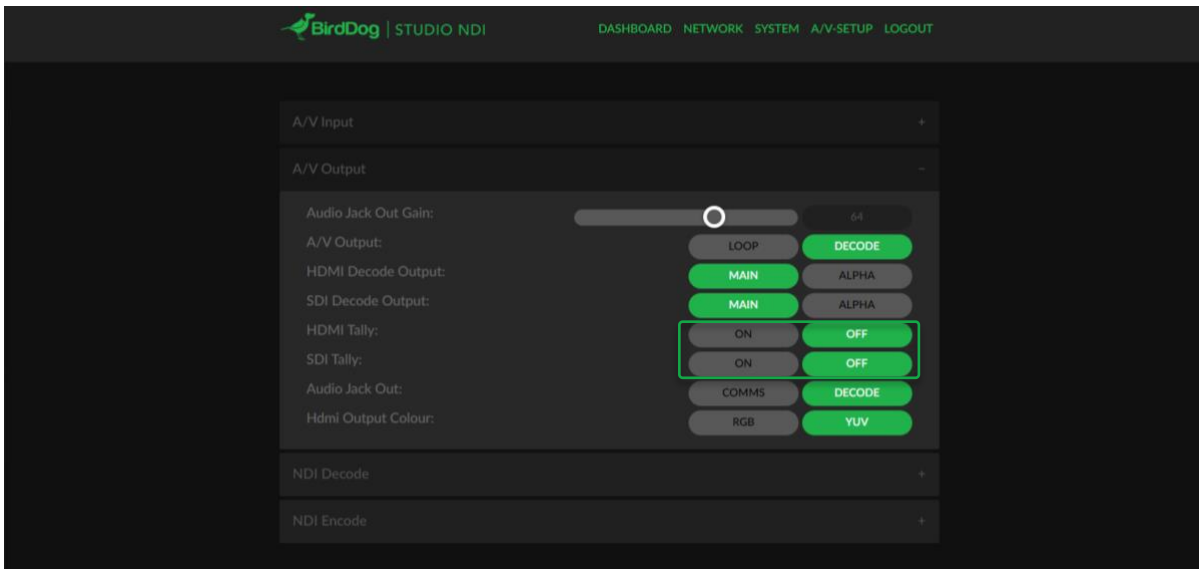 BirdDog | STUDIO NDI DASHBOARD NETWORK SYSTEM A/V-SETUP LOGOUT
A/V Input +
A/V Output -
Audio Jack Out Gain: 64
A/V Output: LOOP DECODE
HDMI Decode Output: MAIN ALPHA
SDI Decode Output: MAIN ALPHA
HDMI Tally: ON OFF
SDI Tally: ON OFF
Audio Jack Out: COMMS DECODE
Hdmi Output Colour: RGB YUV
NDI Decode +
NDI Encode +